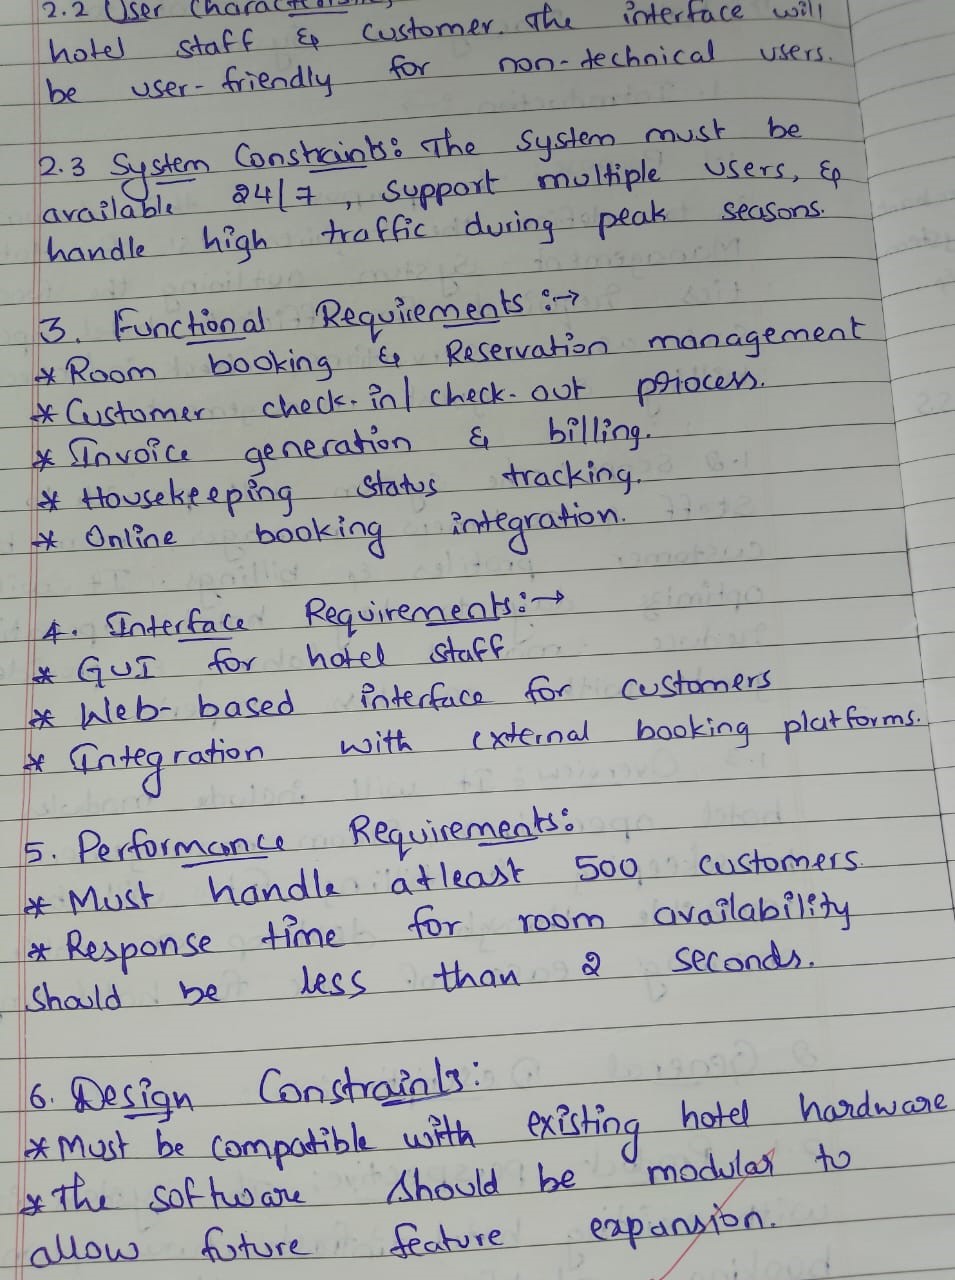 2.2 User Characteristics
hotel staff & customer. The interface will
be user-friendly for non-technical users.
2.3 System Constraints: The system must be
available 24/7, support multiple users, &
handle high traffic during peak seasons.
3. Functional Requirements :→
* Room booking & Reservation management
* Customer check-in/check-out process.
* Invoice generation & billing.
* Housekeeping status tracking.
* Online booking integration.
4. Interface Requirements:→
* GUI for hotel staff
* Web-based interface for customers
* Integration with external booking platforms.
5. Performance Requirements:
* Must handle atleast 500 customers
* Response time for room availability
should be less than 2 seconds.
6. Design Constraints:
* Must be compatible with existing hotel hardware
* The software should be modular to
allow future feature expansion.